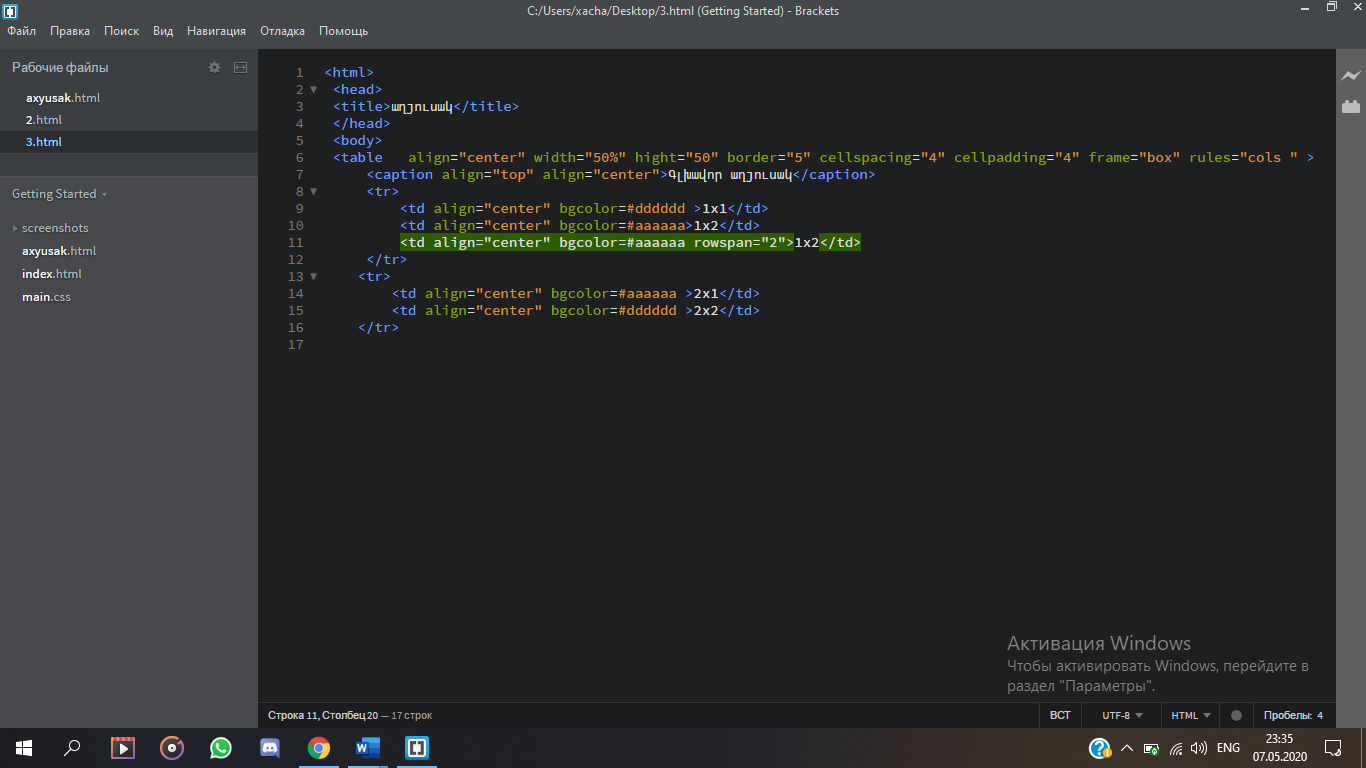 C:/Users/xacha/Desktop/3.html (Getting Started) - Brackets
Файл Правка Поиск Вид Навигация Отладка Помощь
Рабочие файлы
axyusak.html
2.html
3.html
Getting Started
screenshots
axyusak.html
index.html
main.css
1 <html>
2 <head>
3 <title>աղյուսակ</title>
4 </head>
5 <body>
6 <table   align="center" width="50%" hight="50" border="5" cellspacing="4" cellpadding="4" frame="box" rules="cols " >
7 <caption align="top" align="center">Գլխավոր աղյուսակ</caption>
8 <tr>
9 <td align="center" bgcolor=#dddddd >1x1</td>
10 <td align="center" bgcolor=#aaaaaa>1x2</td>
11 <td align="center" bgcolor=#aaaaaa rowspan="2">1x2</td>
12 </tr>
13 <tr>
14 <td align="center" bgcolor=#aaaaaa >2x1</td>
15 <td align="center" bgcolor=#dddddd >2x2</td>
16 </tr>
17
Активация Windows
Чтобы активировать Windows, перейдите в
раздел "Параметры".
Строка 11, Столбец 20 — 17 строк ВСТ UTF-8 HTML Пробелы: 4
ENG
23:35
07.05.2020